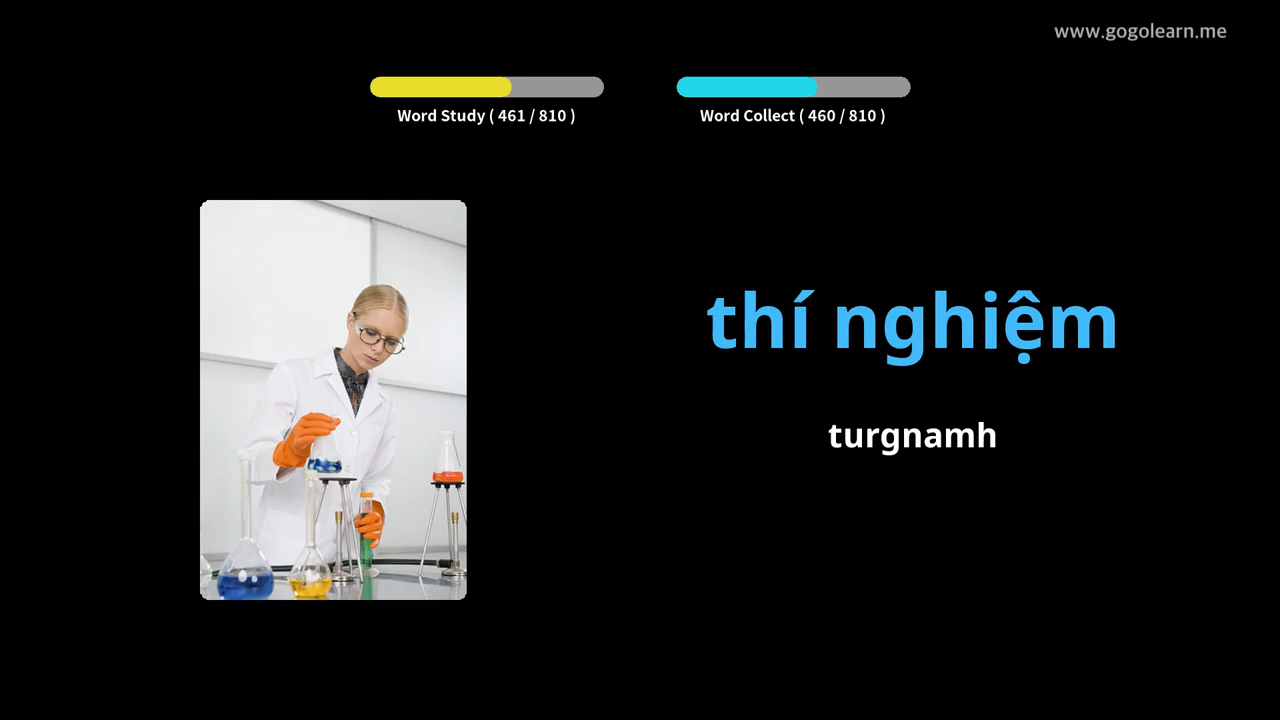 www.gogolearn.me
Word Study ( 461 / 810 )
Word Collect ( 460 / 810 )
thí nghiệm
turgnamh